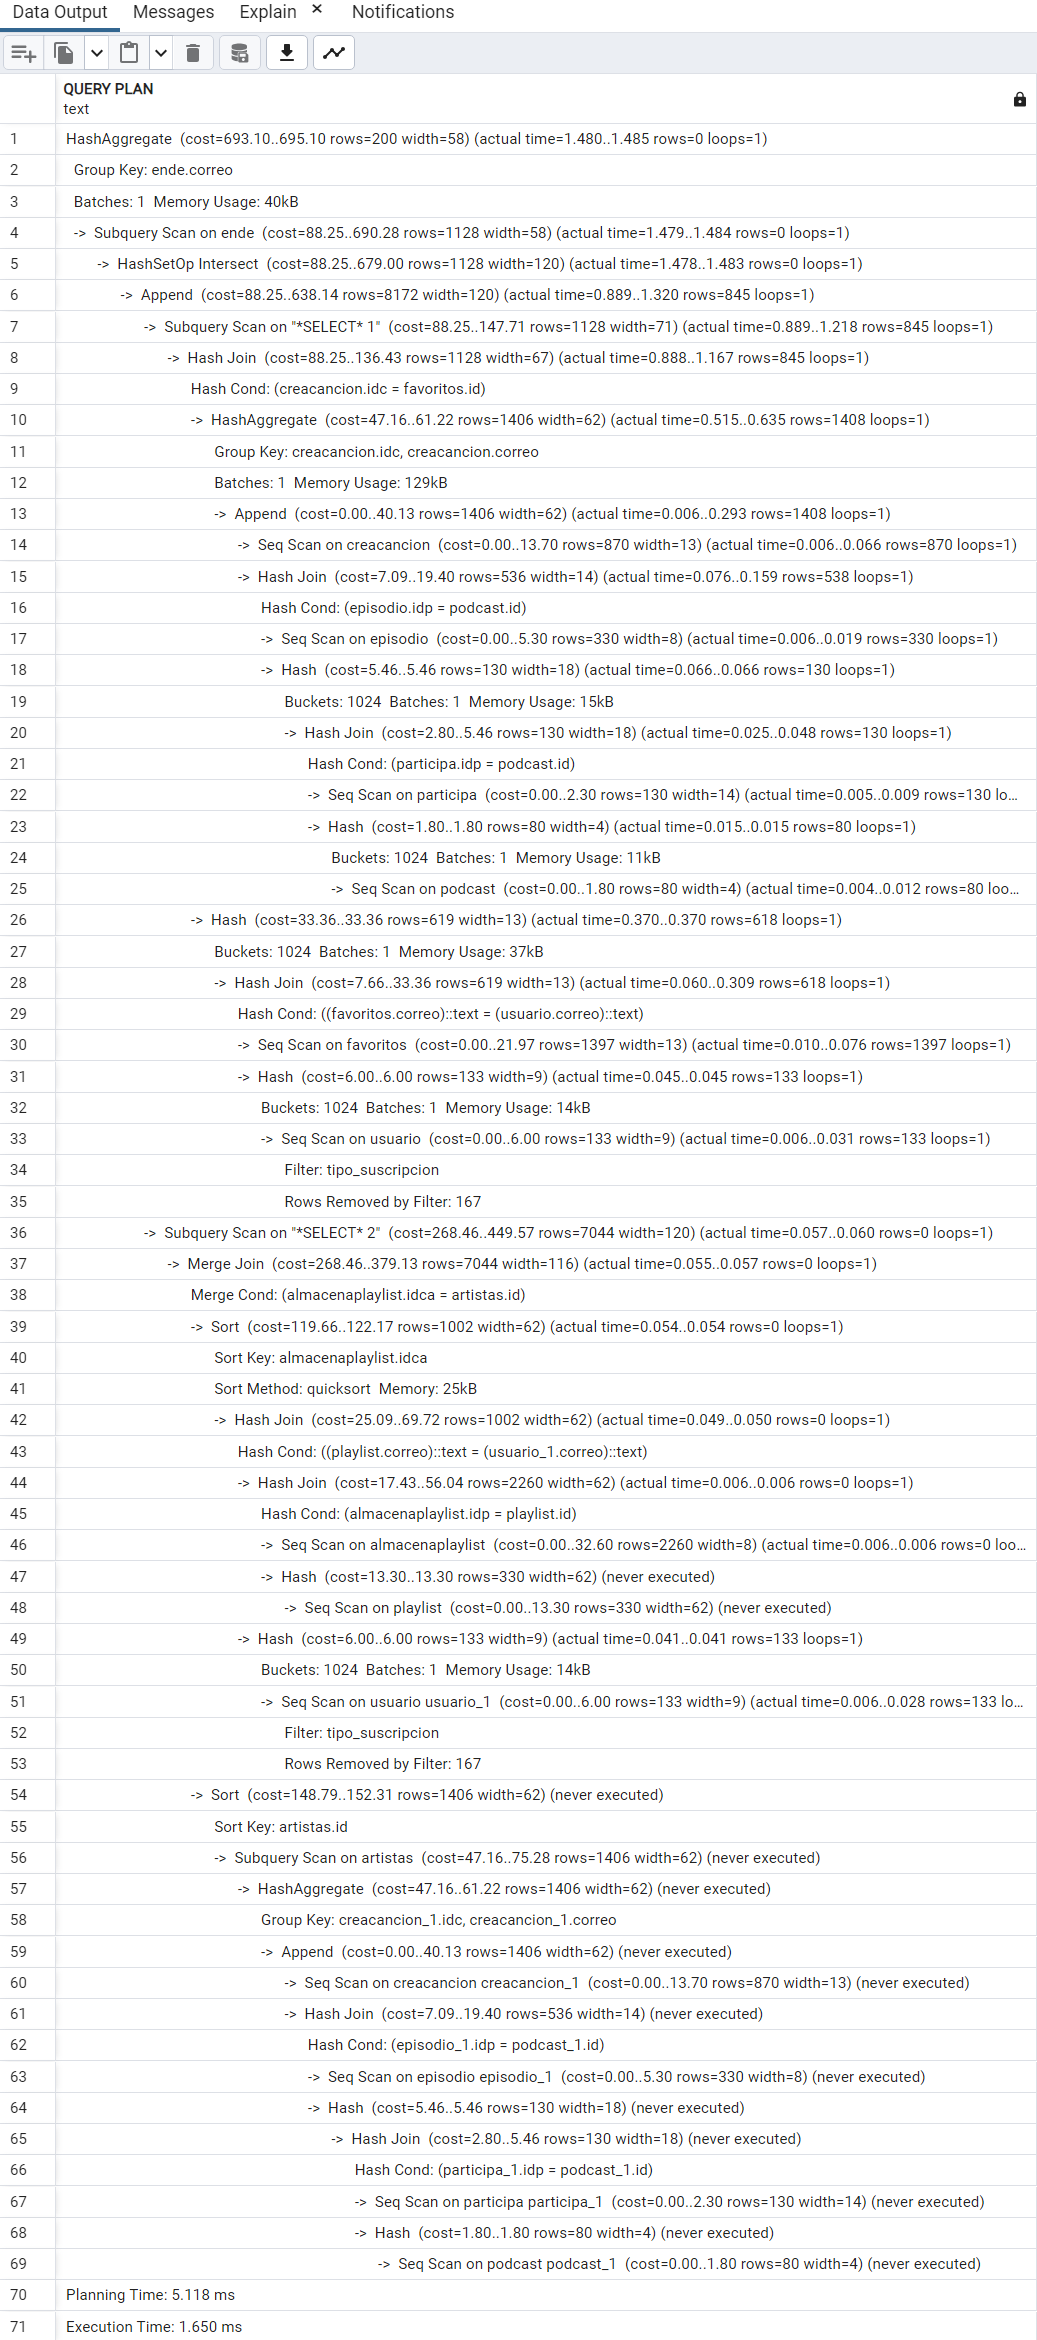 Data Output Messages Explain × Notifications
QUERY PLAN
text
1 HashAggregate (cost=693.10..695.10 rows=200 width=58) (actual time=1.480..1.485 rows=0 loops=1)
2 Group Key: ende.correo
3 Batches: 1 Memory Usage: 40kB
4 -> Subquery Scan on ende (cost=88.25..690.28 rows=1128 width=58) (actual time=1.479..1.484 rows=0 loops=1)
5 -> HashSetOp Intersect (cost=88.25..679.00 rows=1128 width=120) (actual time=1.478..1.483 rows=0 loops=1)
6 -> Append (cost=88.25..638.14 rows=8172 width=120) (actual time=0.889..1.320 rows=845 loops=1)
7 -> Subquery Scan on "*SELECT* 1" (cost=88.25..147.71 rows=1128 width=71) (actual time=0.889..1.218 rows=845 loops=1)
8 -> Hash Join (cost=88.25..136.43 rows=1128 width=67) (actual time=0.888..1.167 rows=845 loops=1)
9 Hash Cond: (creacancion.idc = favoritos.id)
10 -> HashAggregate (cost=47.16..61.22 rows=1406 width=62) (actual time=0.515..0.635 rows=1408 loops=1)
11 Group Key: creacancion.idc, creacancion.correo
12 Batches: 1 Memory Usage: 129kB
13 -> Append (cost=0.00..40.13 rows=1406 width=62) (actual time=0.006..0.293 rows=1408 loops=1)
14 -> Seq Scan on creacancion (cost=0.00..13.70 rows=870 width=13) (actual time=0.006..0.066 rows=870 loops=1)
15 -> Hash Join (cost=7.09..19.40 rows=536 width=14) (actual time=0.076..0.159 rows=538 loops=1)
16 Hash Cond: (episodio.idp = podcast.id)
17 -> Seq Scan on episodio (cost=0.00..5.30 rows=330 width=8) (actual time=0.006..0.019 rows=330 loops=1)
18 -> Hash (cost=5.46..5.46 rows=130 width=18) (actual time=0.066..0.066 rows=130 loops=1)
19 Buckets: 1024 Batches: 1 Memory Usage: 15kB
20 -> Hash Join (cost=2.80..5.46 rows=130 width=18) (actual time=0.025..0.048 rows=130 loops=1)
21 Hash Cond: (participa.idp = podcast.id)
22 -> Seq Scan on participa (cost=0.00..2.30 rows=130 width=14) (actual time=0.005..0.009 rows=130 lo...
23 -> Hash (cost=1.80..1.80 rows=80 width=4) (actual time=0.015..0.015 rows=80 loops=1)
24 Buckets: 1024 Batches: 1 Memory Usage: 11kB
25 -> Seq Scan on podcast (cost=0.00..1.80 rows=80 width=4) (actual time=0.004..0.012 rows=80 loo...
26 -> Hash (cost=33.36..33.36 rows=619 width=13) (actual time=0.370..0.370 rows=618 loops=1)
27 Buckets: 1024 Batches: 1 Memory Usage: 37kB
28 -> Hash Join (cost=7.66..33.36 rows=619 width=13) (actual time=0.060..0.309 rows=618 loops=1)
29 Hash Cond: ((favoritos.correo)::text = (usuario.correo)::text)
30 -> Seq Scan on favoritos (cost=0.00..21.97 rows=1397 width=13) (actual time=0.010..0.076 rows=1397 loops=1)
31 -> Hash (cost=6.00..6.00 rows=133 width=9) (actual time=0.045..0.045 rows=133 loops=1)
32 Buckets: 1024 Batches: 1 Memory Usage: 14kB
33 -> Seq Scan on usuario (cost=0.00..6.00 rows=133 width=9) (actual time=0.006..0.031 rows=133 loops=1)
34 Filter: tipo_suscripcion
35 Rows Removed by Filter: 167
36 -> Subquery Scan on "*SELECT* 2" (cost=268.46..449.57 rows=7044 width=120) (actual time=0.057..0.060 rows=0 loops=1)
37 -> Merge Join (cost=268.46..379.13 rows=7044 width=116) (actual time=0.055..0.057 rows=0 loops=1)
38 Merge Cond: (almacenaplaylist.idca = artistas.id)
39 -> Sort (cost=119.66..122.17 rows=1002 width=62) (actual time=0.054..0.054 rows=0 loops=1)
40 Sort Key: almacenaplaylist.idca
41 Sort Method: quicksort Memory: 25kB
42 -> Hash Join (cost=25.09..69.72 rows=1002 width=62) (actual time=0.049..0.050 rows=0 loops=1)
43 Hash Cond: ((playlist.correo)::text = (usuario_1.correo)::text)
44 -> Hash Join (cost=17.43..56.04 rows=2260 width=62) (actual time=0.006..0.006 rows=0 loops=1)
45 Hash Cond: (almacenaplaylist.idp = playlist.id)
46 -> Seq Scan on almacenaplaylist (cost=0.00..32.60 rows=2260 width=8) (actual time=0.006..0.006 rows=0 loo...
47 -> Hash (cost=13.30..13.30 rows=330 width=62) (never executed)
48 -> Seq Scan on playlist (cost=0.00..13.30 rows=330 width=62) (never executed)
49 -> Hash (cost=6.00..6.00 rows=133 width=9) (actual time=0.041..0.041 rows=133 loops=1)
50 Buckets: 1024 Batches: 1 Memory Usage: 14kB
51 -> Seq Scan on usuario usuario_1 (cost=0.00..6.00 rows=133 width=9) (actual time=0.006..0.028 rows=133 lo...
52 Filter: tipo_suscripcion
53 Rows Removed by Filter: 167
54 -> Sort (cost=148.79..152.31 rows=1406 width=62) (never executed)
55 Sort Key: artistas.id
56 -> Subquery Scan on artistas (cost=47.16..75.28 rows=1406 width=62) (never executed)
57 -> HashAggregate (cost=47.16..61.22 rows=1406 width=62) (never executed)
58 Group Key: creacancion_1.idc, creacancion_1.correo
59 -> Append (cost=0.00..40.13 rows=1406 width=62) (never executed)
60 -> Seq Scan on creacancion creacancion_1 (cost=0.00..13.70 rows=870 width=13) (never executed)
61 -> Hash Join (cost=7.09..19.40 rows=536 width=14) (never executed)
62 Hash Cond: (episodio_1.idp = podcast_1.id)
63 -> Seq Scan on episodio episodio_1 (cost=0.00..5.30 rows=330 width=8) (never executed)
64 -> Hash (cost=5.46..5.46 rows=130 width=18) (never executed)
65 -> Hash Join (cost=2.80..5.46 rows=130 width=18) (never executed)
66 Hash Cond: (participa_1.idp = podcast_1.id)
67 -> Seq Scan on participa participa_1 (cost=0.00..2.30 rows=130 width=14) (never executed)
68 -> Hash (cost=1.80..1.80 rows=80 width=4) (never executed)
69 -> Seq Scan on podcast podcast_1 (cost=0.00..1.80 rows=80 width=4) (never executed)
70 Planning Time: 5.118 ms
71 Execution Time: 1.650 ms